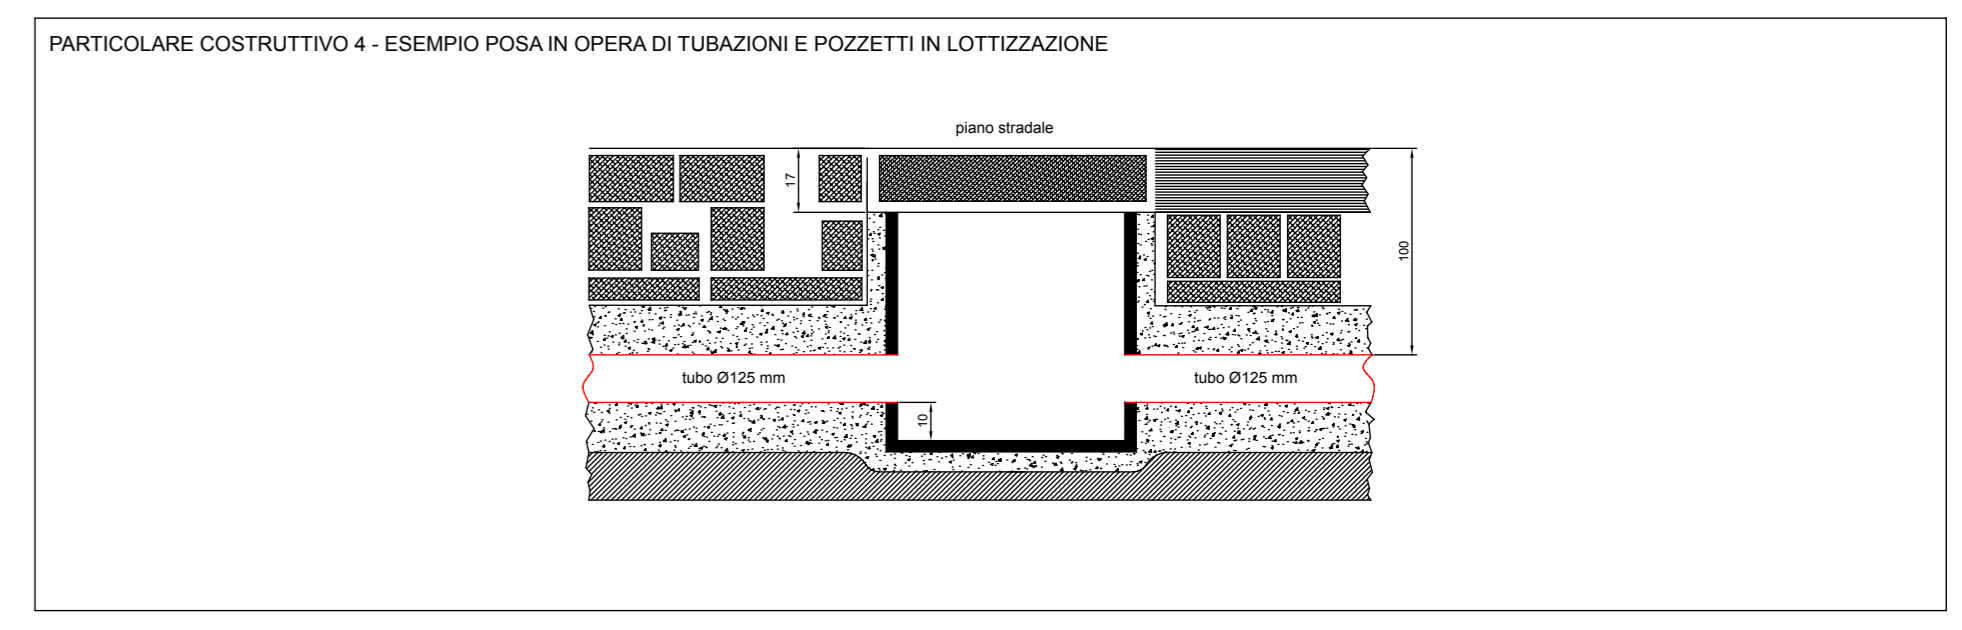 PARTICOLARE COSTRUTTIVO 4 - ESEMPIO POSA IN OPERA DI TUBAZIONI E POZZETTI IN LOTTIZZAZIONE
piano stradale
17
100
tubo Ø125 mm
tubo Ø125 mm
10